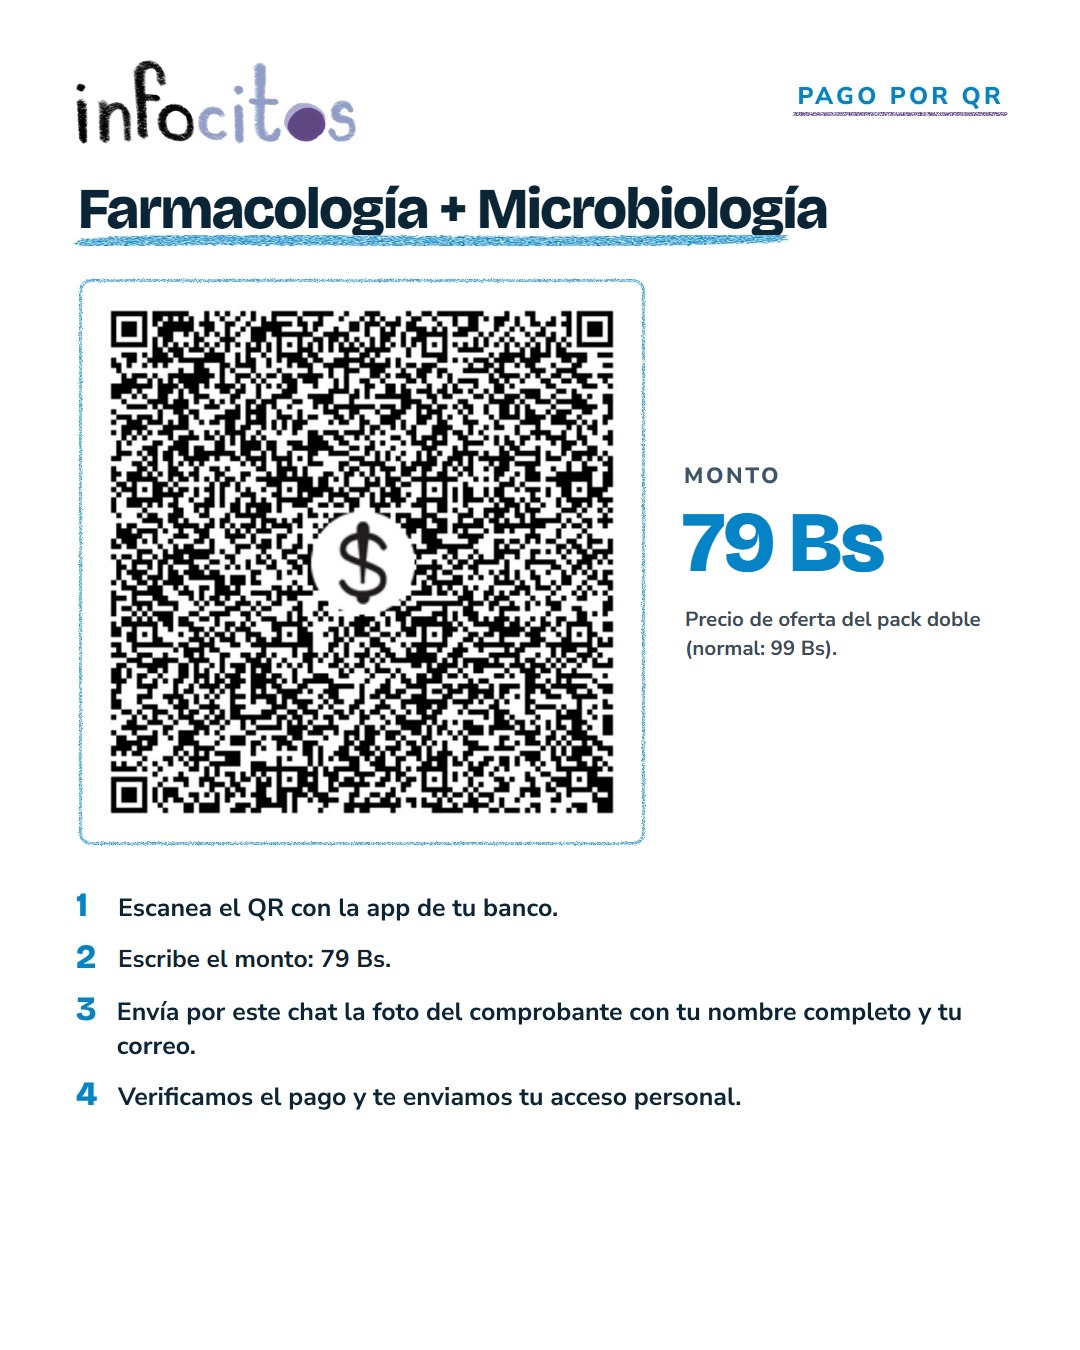 infocitos
PAGO POR QR
Farmacología + Microbiología
$
MONTO
79 Bs
Precio de oferta del pack doble
(normal: 99 Bs).
1 Escanea el QR con la app de tu banco.
2 Escribe el monto: 79 Bs.
3 Envía por este chat la foto del comprobante con tu nombre completo y tu
correo.
4 Verificamos el pago y te enviamos tu acceso personal.